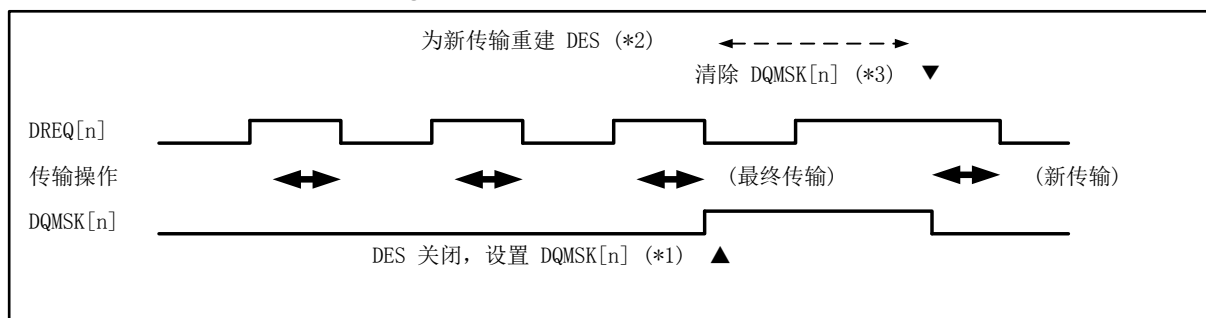 为新传输重建 DES (*2)
清除 DQMSK[n] (*3) ▼
DREQ[n]
传输操作
(最终传输)
(新传输)
DQMSK[n]
DES 关闭，设置 DQMSK[n] (*1) ▲